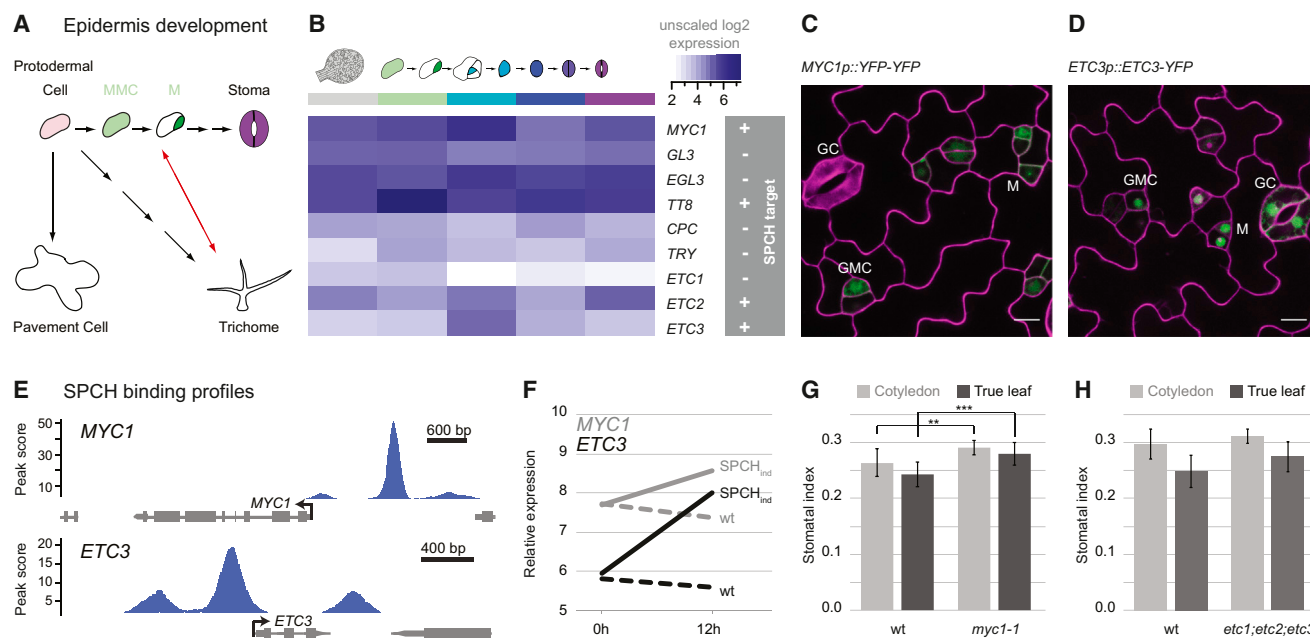 A Epidermis development
Protodermal
Cell MMC M Stoma
Pavement Cell Trichome
B
unscaled log2
expression
2 4 6
MYC1 +
GL3 -
EGL3 -
TT8 +
CPC -
TRY -
ETC1 -
ETC2 +
ETC3 +
SPCH target
C
MYC1p::YFP-YFP
GC
M
GMC
D
ETC3p::ETC3-YFP
GMC
GC
M
E SPCH binding profiles
Peak score
50
40
30
20
10
MYC1
600 bp
MYC1
Peak score
20
15
10
5
ETC3
400 bp
ETC3
F
Relative expression
10
9
8
7
6
5
MYC1
ETC3
SPCHind
SPCHind
wt
wt
0h 12h
G
Cotyledon True leaf
Stomatal index
0.3
0.2
0.1
0.0
**
***
wt myc1-1
H
Cotyledon True leaf
Stomatal index
0.3
0.2
0.1
0.0
wt etc1;etc2;etc3